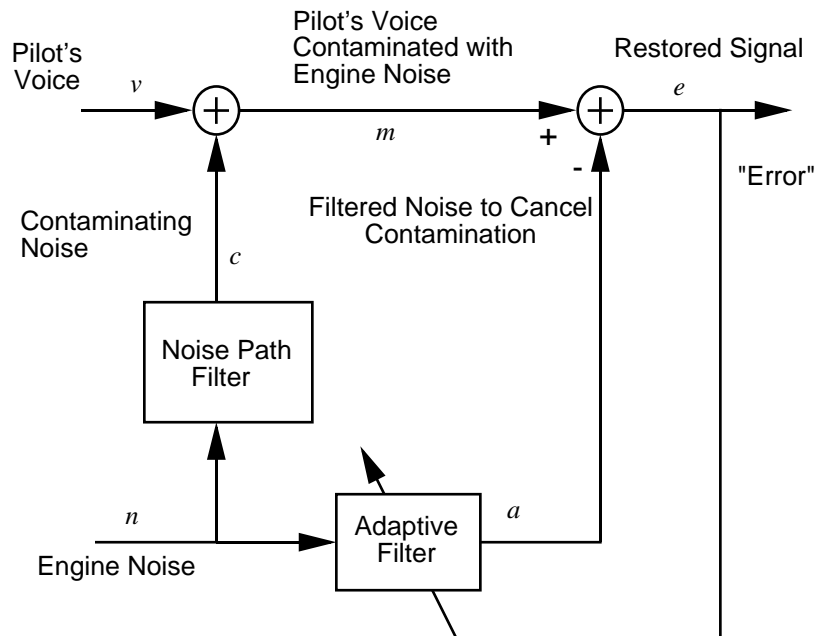 Pilot's Voice
Contaminated with
Engine Noise
Restored Signal
Pilot's
Voice
v
+
m
+
+
e
-
"Error"
Contaminating
Noise
c
Filtered Noise to Cancel
Contamination
Noise Path
Filter
n
Engine Noise
Adaptive
Filter
a